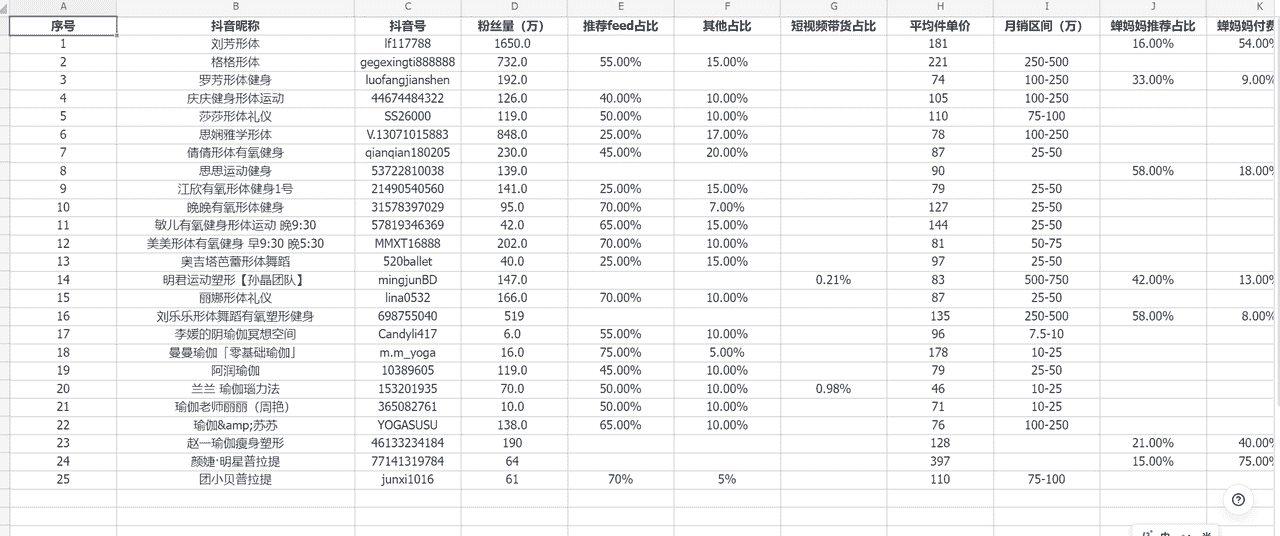 A B C D E F G H I J K
序号 抖音昵称 抖音号 粉丝量（万） 推荐feed占比 其他占比 短视频带货占比 平均件单价 月销区间（万） 蝉妈妈推荐占比 蝉妈妈付费
1 刘芳形体 lf117788 1650.0 181 16.00% 54.00%
2 格格形体 gegexingti888888 732.0 55.00% 15.00% 221 250-500
3 罗芳形体健身 luofangjianshen 192.0 74 100-250 33.00% 9.00%
4 庆庆健身形体运动 44674484322 126.0 40.00% 10.00% 105 100-250
5 莎莎形体礼仪 SS26000 119.0 50.00% 10.00% 110 75-100
6 思娴雅学形体 V.13071015883 848.0 25.00% 17.00% 78 100-250
7 倩倩形体有氧健身 qianqian180205 230.0 45.00% 20.00% 87 25-50
8 思思运动健身 53722810038 139.0 90 58.00% 18.00%
9 江欣有氧形体健身1号 21490540560 141.0 25.00% 15.00% 79 25-50
10 晚晚有氧形体健身 31578397029 95.0 70.00% 7.00% 127 25-50
11 敏儿有氧健身形体运动 晚9:30 57819346369 42.0 65.00% 15.00% 144 25-50
12 美美形体有氧健身 早9:30 晚5:30 MMXT16888 202.0 70.00% 10.00% 81 50-75
13 奥吉塔芭蕾形体舞蹈 520ballet 40.0 25.00% 15.00% 97 25-50
14 明君运动塑形【孙晶团队】 mingjunBD 147.0 0.21% 83 500-750 42.00% 13.00%
15 丽娜形体礼仪 lina0532 166.0 70.00% 10.00% 87 25-50
16 刘乐乐形体舞蹈有氧塑形健身 698755040 519 135 250-500 58.00% 8.00%
17 李媛的阴瑜伽冥想空间 Candyli417 6.0 55.00% 10.00% 96 7.5-10
18 曼曼瑜伽「零基础瑜伽」 m.m_yoga 16.0 75.00% 5.00% 178 10-25
19 阿润瑜伽 10389605 119.0 45.00% 10.00% 79 25-50
20 兰兰 瑜伽瑙力法 153201935 70.0 50.00% 10.00% 0.98% 46 10-25
21 瑜伽老师丽丽（周艳） 365082761 10.0 50.00% 10.00% 71 10-25
22 瑜伽&amp;苏苏 YOGASUSU 138.0 65.00% 10.00% 76 100-250
23 赵一瑜伽瘦身塑形 46133234184 190 128 21.00% 40.00%
24 颜婕·明星普拉提 77141319784 64 397 15.00% 75.00%
25 团小贝普拉提 junxi1016 61 70% 5% 110 75-100